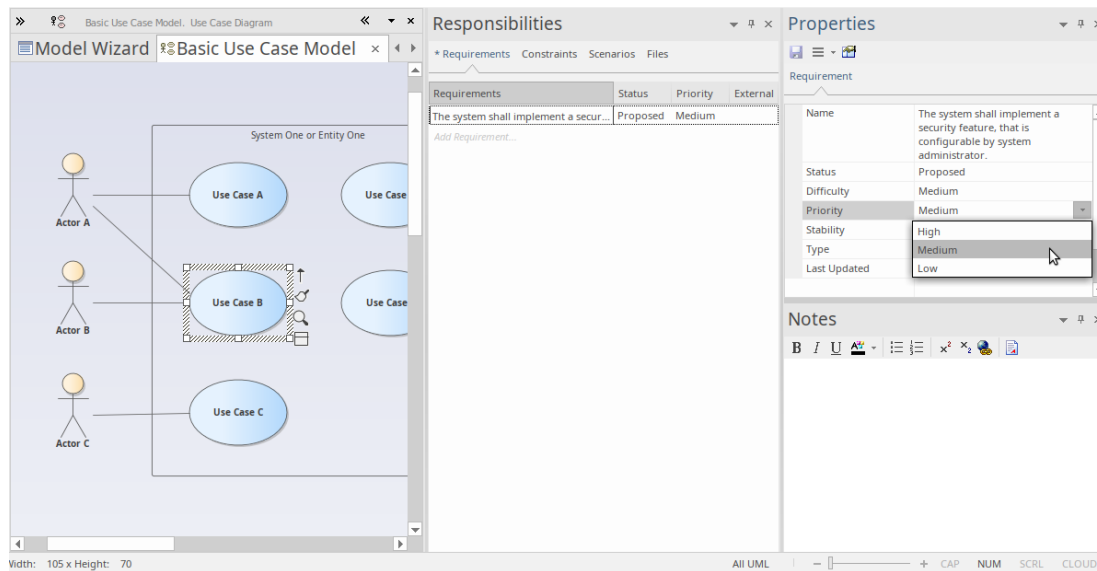 Basic Use Case Model. Use Case Diagram
Model Wizard
Basic Use Case Model
System One or Entity One
Actor A
Use Case A
Use Case
Actor B
Use Case B
Use Case
Actor C
Use Case C
Responsibilities
* Requirements Constraints Scenarios Files
Requirements Status Priority External
The system shall implement a secur... Proposed Medium
Add Requirement...
Properties
Requirement
Name The system shall implement a
security feature, that is
configurable by system
administrator.
Status Proposed
Difficulty Medium
Priority Medium
Stability
Type
Last Updated
High
Medium
Low
Notes
B I U A x² x₂
Width: 105 x Height: 70
All UML
CAP NUM SCRL CLOUD